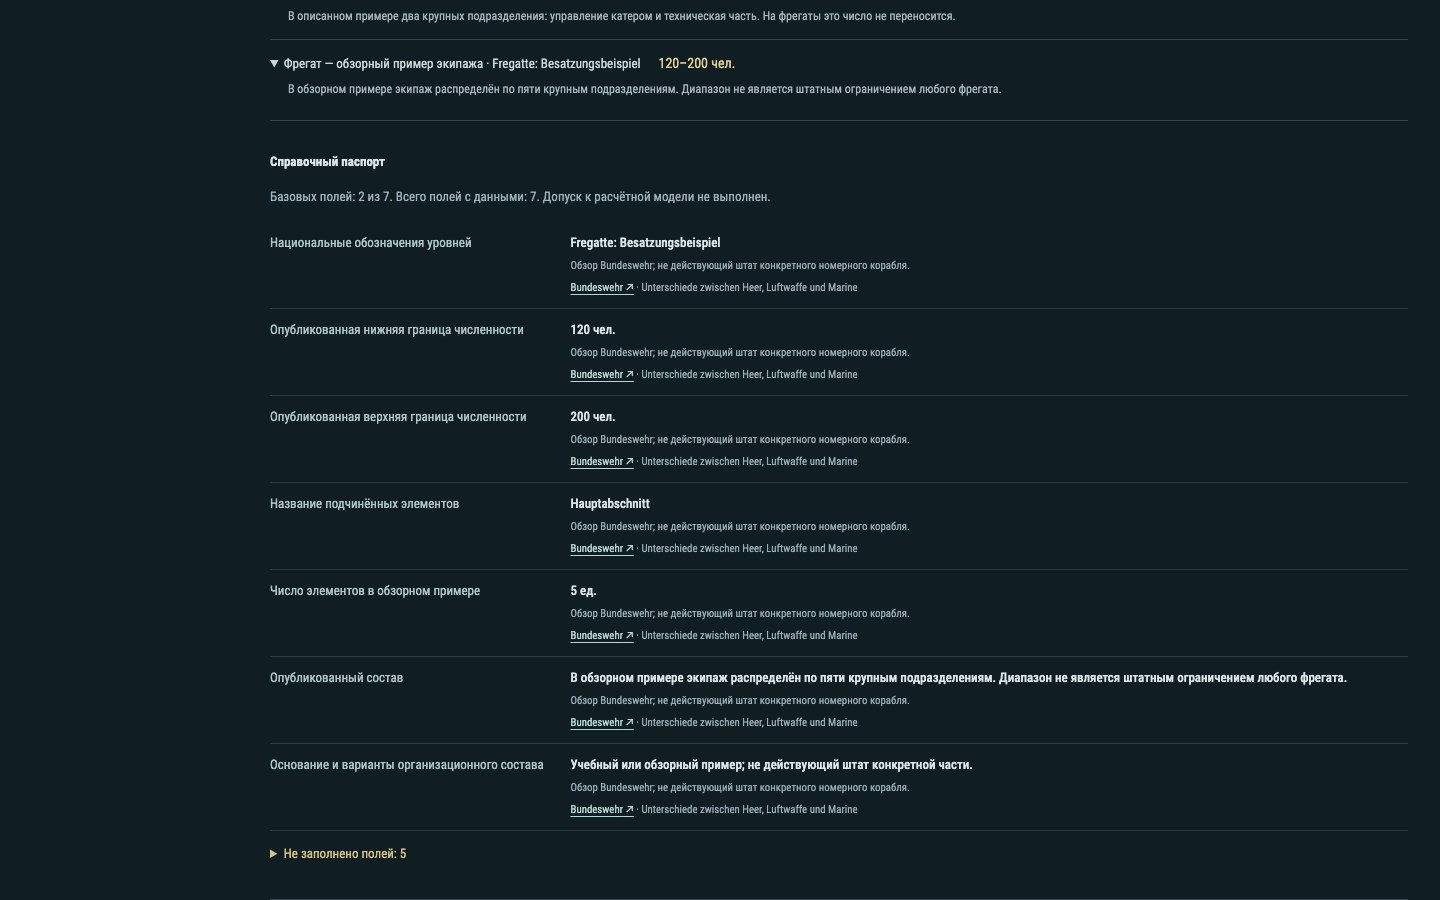 В описанном примере два крупных подразделения: управление катером и техническая часть. На фрегаты это число не переносится.
▼ Фрегат — обзорный пример экипажа · Fregatte: Besatzungsbeispiel 120–200 чел.
В обзорном примере экипаж распределён по пяти крупным подразделениям. Диапазон не является штатным ограничением любого фрегата.
Справочный паспорт
Базовых полей: 2 из 7. Всего полей с данными: 7. Допуск к расчётной модели не выполнен.
Национальные обозначения уровней Fregatte: Besatzungsbeispiel
Обзор Bundeswehr; не действующий штат конкретного номерного корабля.
Bundeswehr ↗ · Unterschiede zwischen Heer, Luftwaffe und Marine
Опубликованная нижняя граница численности 120 чел.
Обзор Bundeswehr; не действующий штат конкретного номерного корабля.
Bundeswehr ↗ · Unterschiede zwischen Heer, Luftwaffe und Marine
Опубликованная верхняя граница численности 200 чел.
Обзор Bundeswehr; не действующий штат конкретного номерного корабля.
Bundeswehr ↗ · Unterschiede zwischen Heer, Luftwaffe und Marine
Название подчинённых элементов Hauptabschnitt
Обзор Bundeswehr; не действующий штат конкретного номерного корабля.
Bundeswehr ↗ · Unterschiede zwischen Heer, Luftwaffe und Marine
Число элементов в обзорном примере 5 ед.
Обзор Bundeswehr; не действующий штат конкретного номерного корабля.
Bundeswehr ↗ · Unterschiede zwischen Heer, Luftwaffe und Marine
Опубликованный состав В обзорном примере экипаж распределён по пяти крупным подразделениям. Диапазон не является штатным ограничением любого фрегата.
Обзор Bundeswehr; не действующий штат конкретного номерного корабля.
Bundeswehr ↗ · Unterschiede zwischen Heer, Luftwaffe und Marine
Основание и варианты организационного состава Учебный или обзорный пример; не действующий штат конкретной части.
Обзор Bundeswehr; не действующий штат конкретного номерного корабля.
Bundeswehr ↗ · Unterschiede zwischen Heer, Luftwaffe und Marine
▶ Не заполнено полей: 5